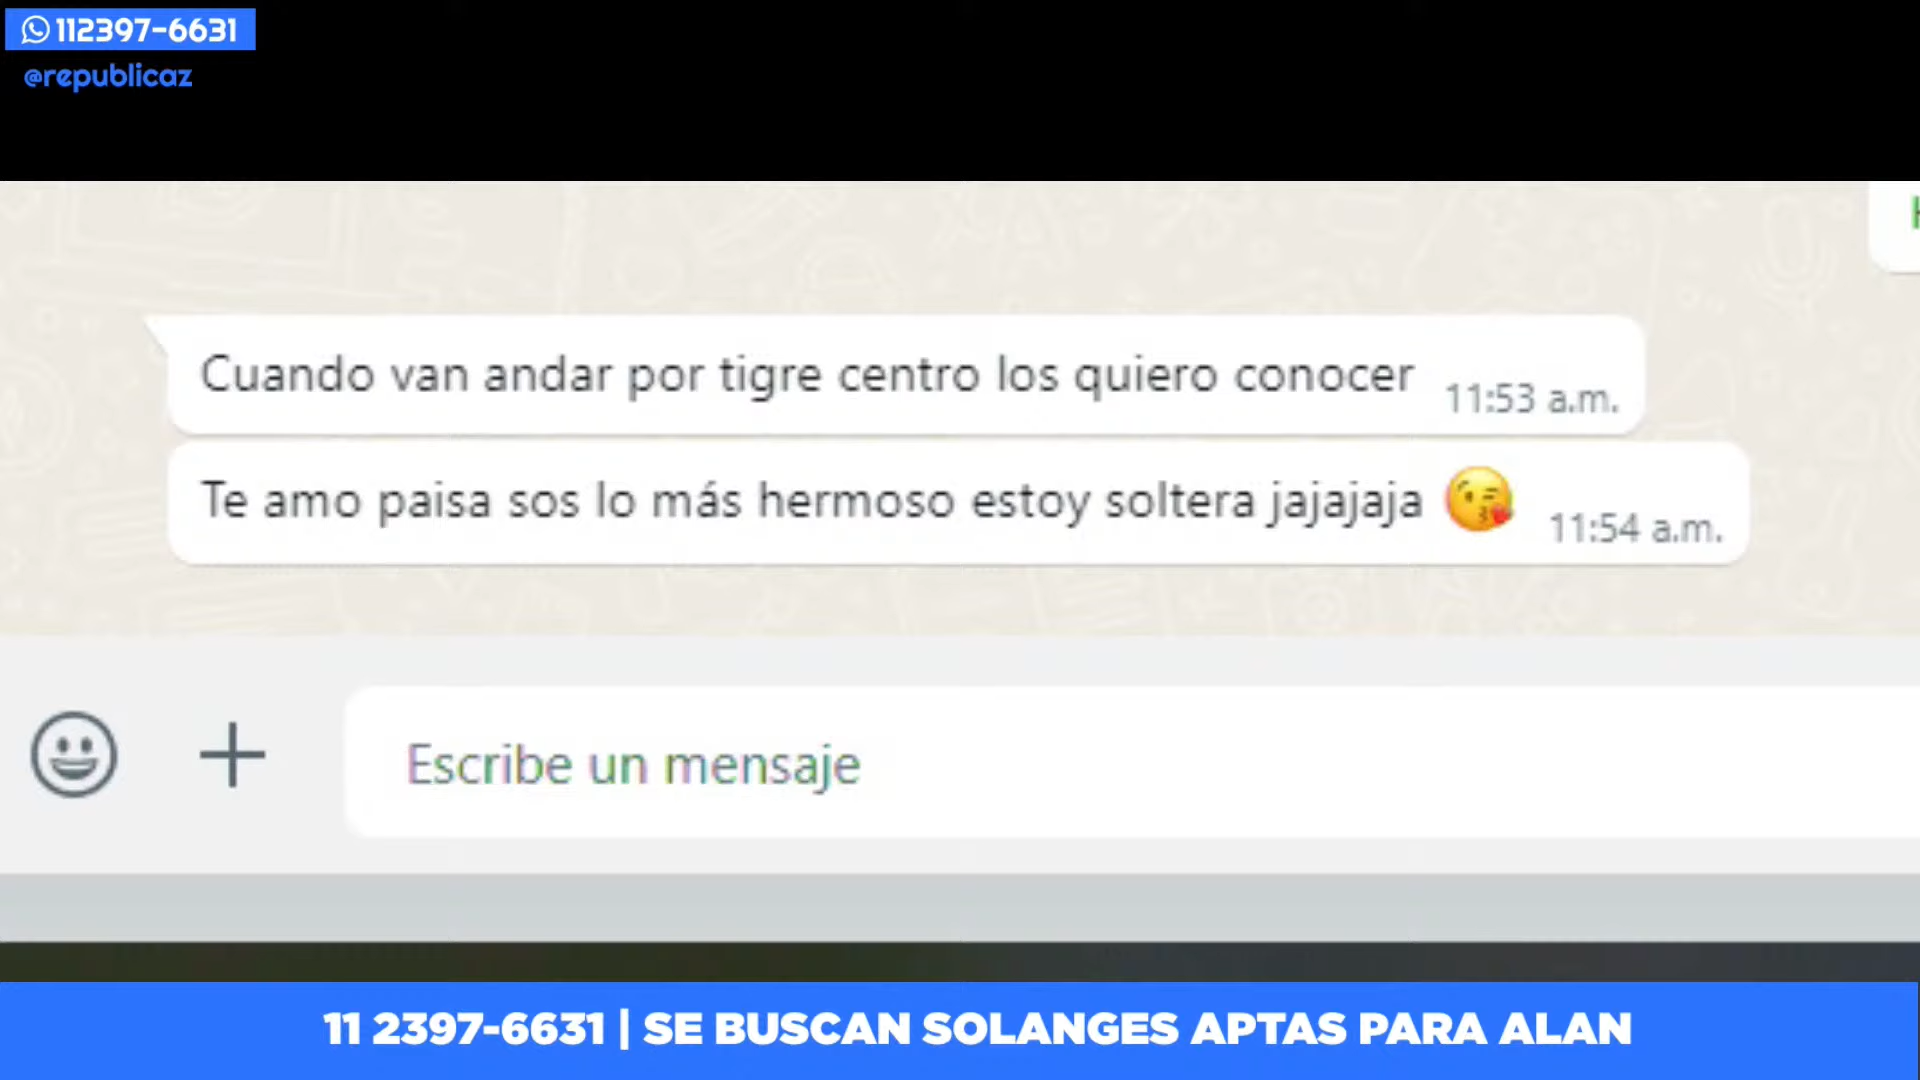 112397-6631
@republicaz
Cuando van andar por tigre centro los quiero conocer 11:53 a.m.
Te amo paisa sos lo más hermoso estoy soltera jajajaja 😘 11:54 a.m.
Escribe un mensaje
11 2397-6631 | SE BUSCAN SOLANGES APTAS PARA ALAN